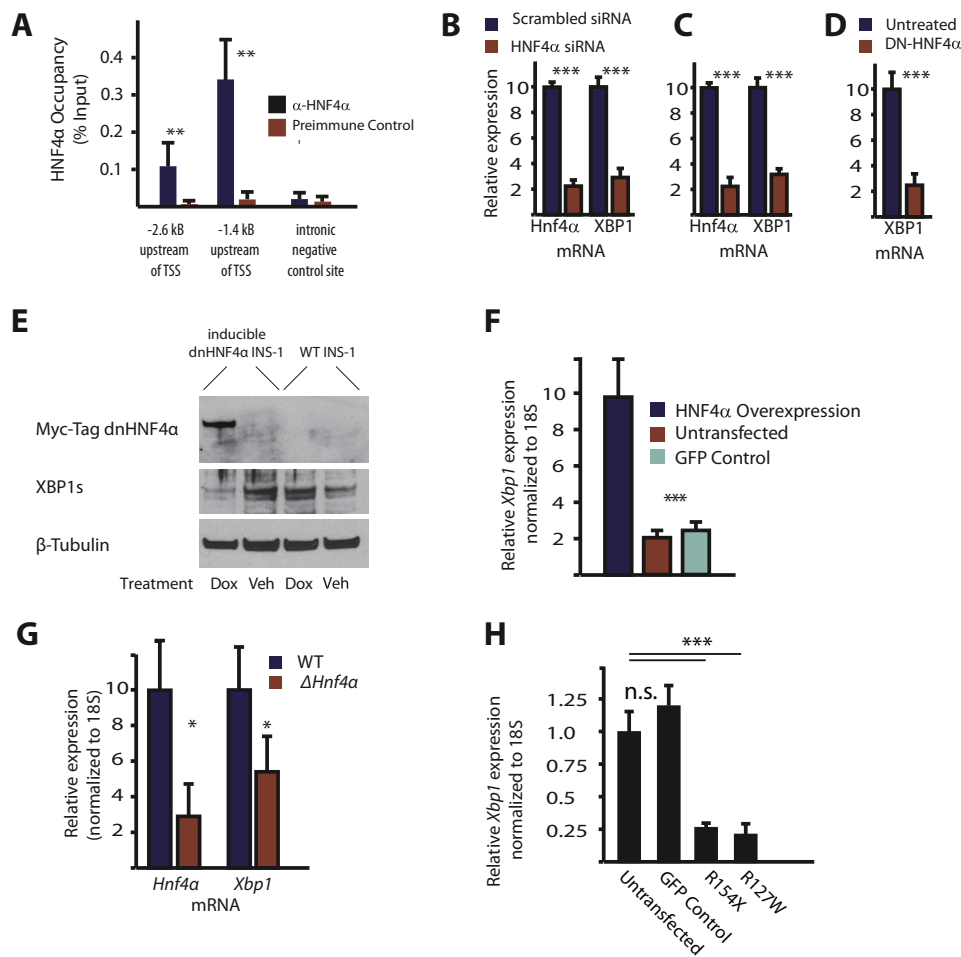 A
HNF4α Occupancy
(% Input)
0.4
0.3
0.2
0.1
**
**
α-HNF4α
Preimmune Control
-2.6 kB
upstream
of TSS
-1.4 kB
upstream
of TSS
intronic
negative
control site
B
Scrambled siRNA
HNF4α siRNA
Relative expression
10
8
6
4
2
***
***
Hnf4α XBP1
mRNA
C
10
8
6
4
2
***
***
Hnf4α XBP1
mRNA
D
Untreated
DN-HNF4α
10
8
6
4
2
***
XBP1
mRNA
E
inducible
dnHNF4α INS-1
WT INS-1
Myc-Tag dnHNF4α
XBP1s
β-Tubulin
Treatment Dox Veh Dox Veh
F
Relative Xbp1 expression
normalized to 18S
10
8
6
4
2
HNF4α Overexpression
Untransfected
GFP Control
***
G
Relative expression
(normalized to 18S)
10
8
6
4
2
WT
ΔHnf4α
*
*
Hnf4α Xbp1
mRNA
H
Relative Xbp1 expression
normalized to 18S
1.25
1.0
0.75
0.5
0.25
***
n.s.
Untransfected
GFP Control
R154X
R127W